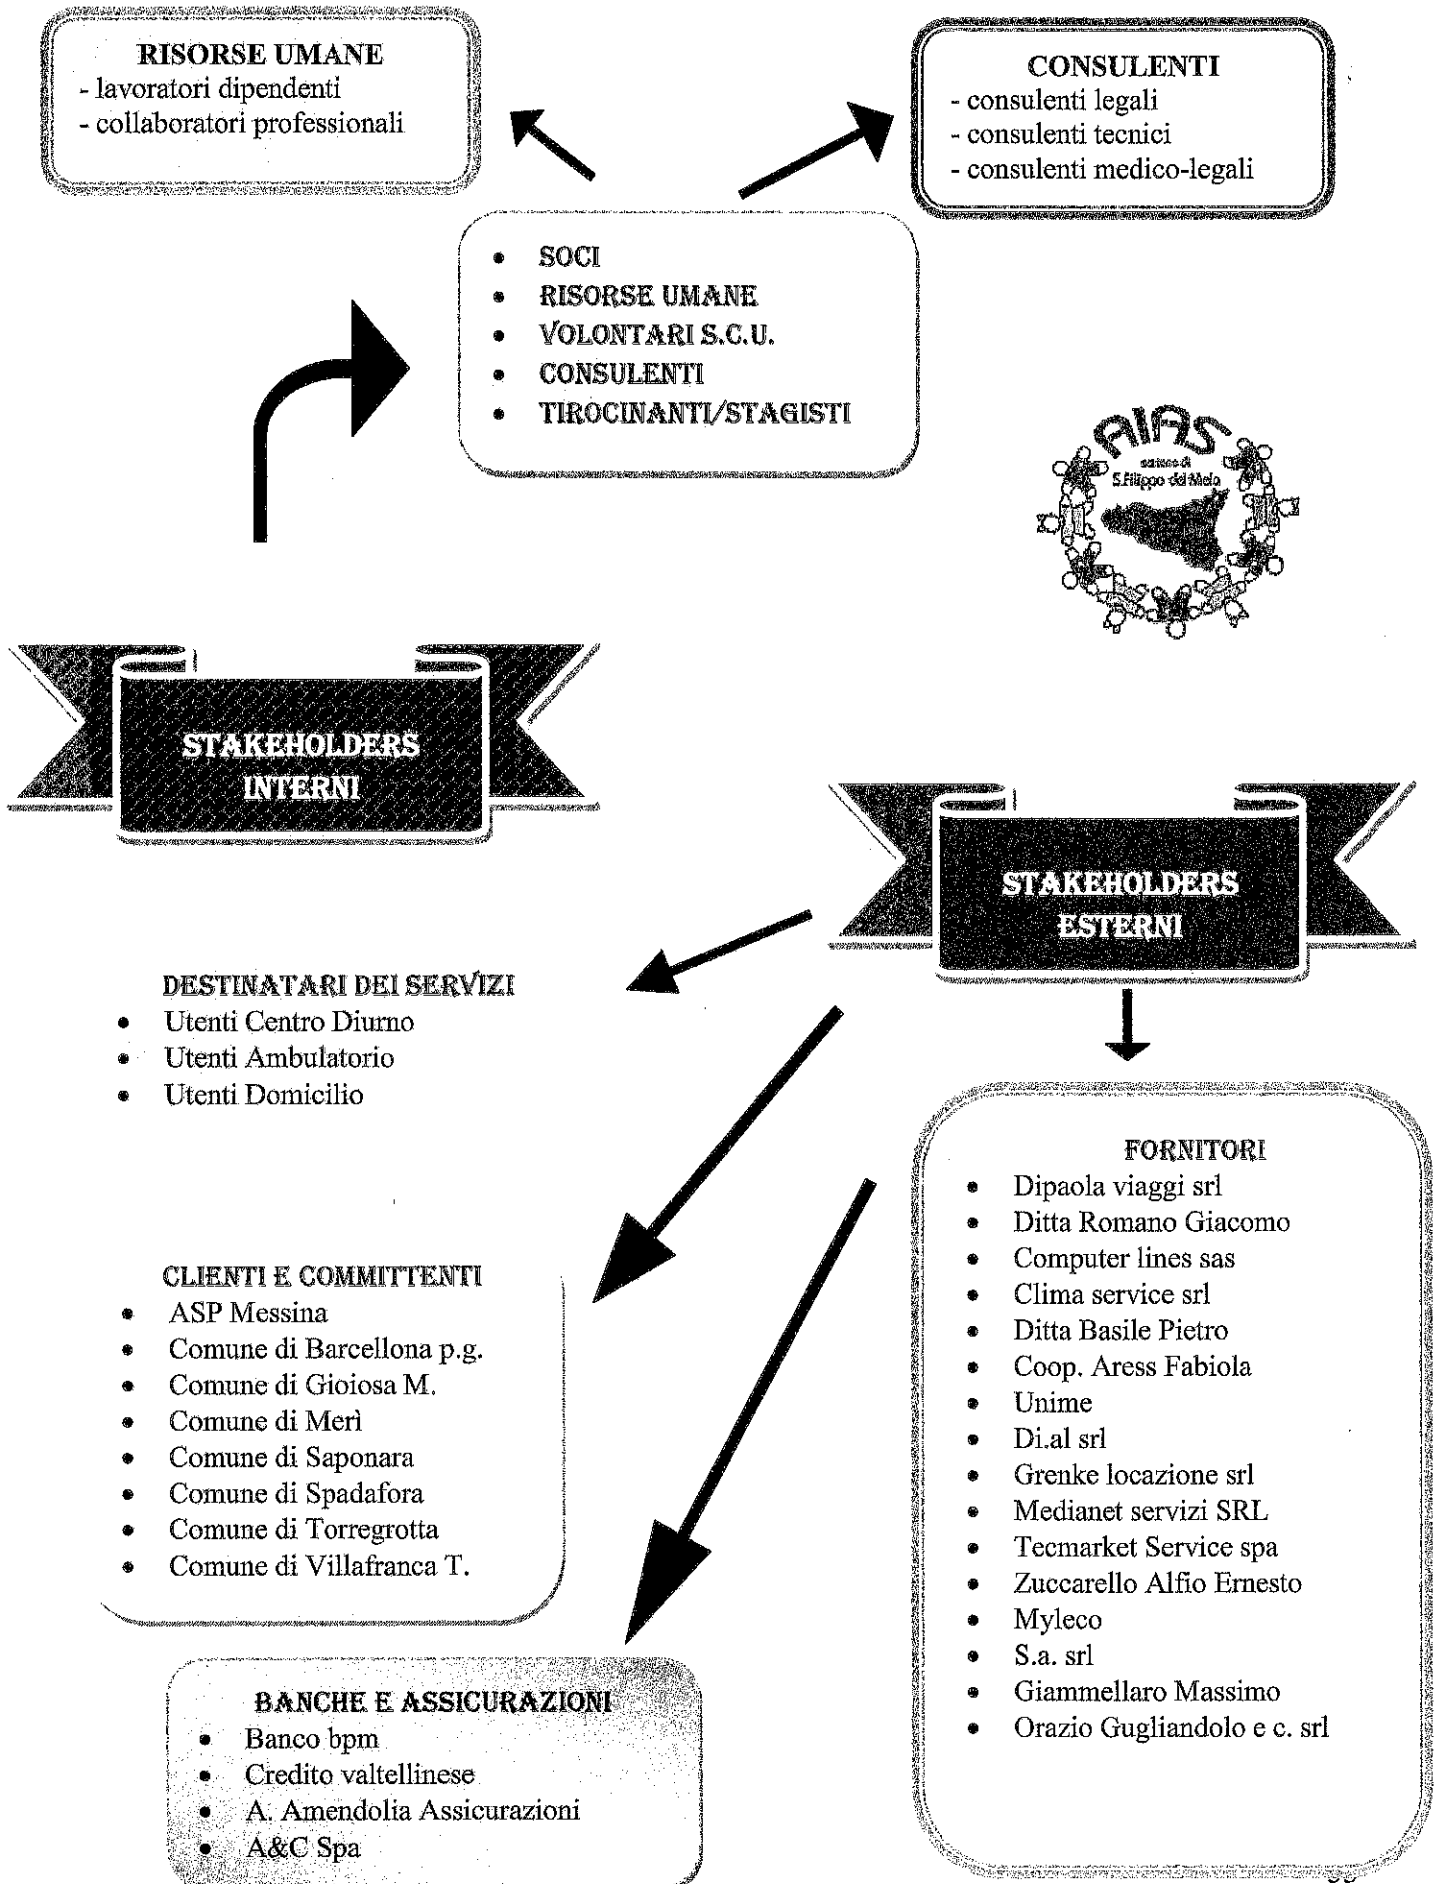 RISORSE UMANE
- lavoratori dipendenti
- collaboratori professionali
CONSULENTI
- consulenti legali
- consulenti tecnici
- consulenti medico-legali
• SOCI
• RISORSE UMANE
• VOLONTARI S.C.U.
• CONSULENTI
• TIROCINANTI/STAGISTI
AIAS
sezione di
S.Filippo del Mela
STAKEHOLDERS
INTERNI
STAKEHOLDERS
ESTERNI
DESTINATARI DEI SERVIZI
• Utenti Centro Diurno
• Utenti Ambulatorio
• Utenti Domicilio
CLIENTI E COMMITTENTI
• ASP Messina
• Comune di Barcellona p.g.
• Comune di Gioiosa M.
• Comune di Merì
• Comune di Saponara
• Comune di Spadafora
• Comune di Torregrotta
• Comune di Villafranca T.
BANCHE E ASSICURAZIONI
• Banco bpm
• Credito valtellinese
• A. Amendolia Assicurazioni
• A&C Spa
FORNITORI
• Dipaola viaggi srl
• Ditta Romano Giacomo
• Computer lines sas
• Clima service srl
• Ditta Basile Pietro
• Coop. Aress Fabiola
• Unime
• Di.al srl
• Grenke locazione srl
• Medianet servizi SRL
• Tecmarket Service spa
• Zuccarello Alfio Ernesto
• Myleco
• S.a. srl
• Giammellaro Massimo
• Orazio Gugliandolo e c. srl